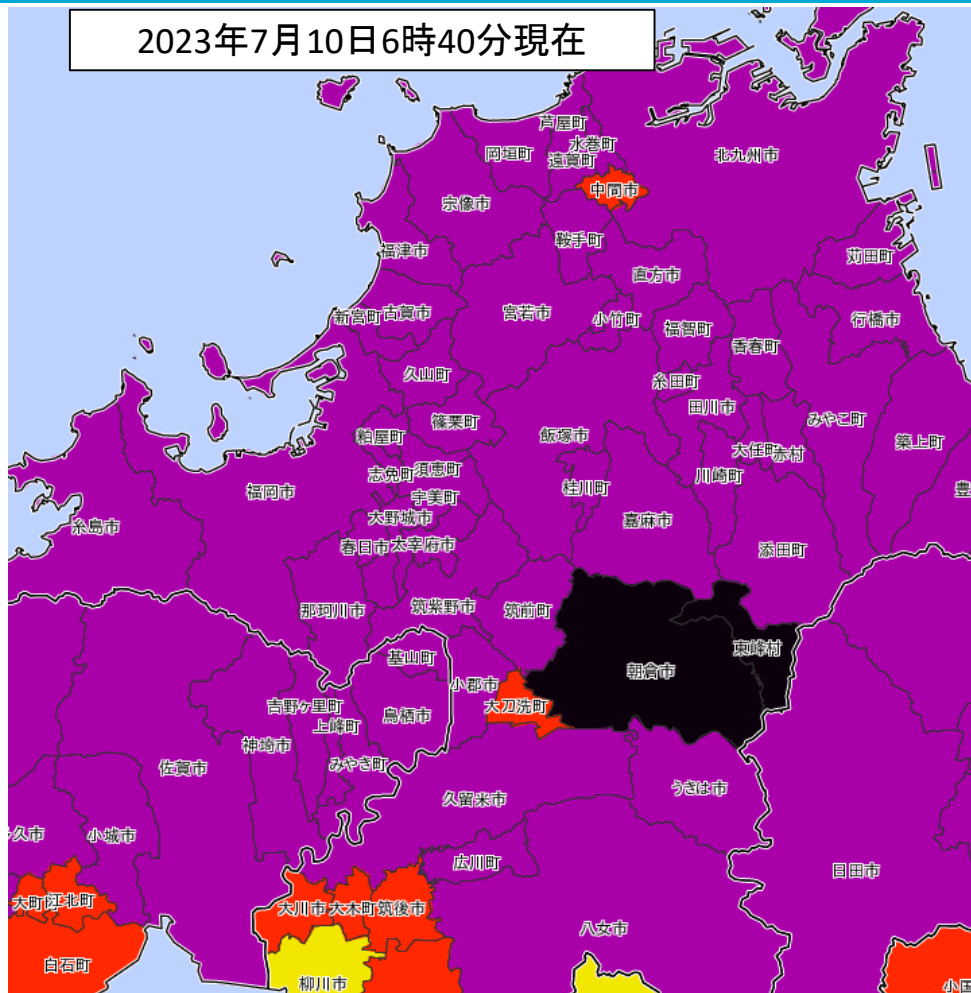 2023年7月10日6時40分現在
芦屋町
水巻町
岡垣町
遠賀町
北九州市
中間市
宗像市
鞍手町
福津市
苅田町
直方市
新宮町
古賀市
宮若市
小竹町
福智町
行橋市
香春町
久山町
糸田町
田川市
篠栗町
みやこ町
粕屋町
飯塚市
大任町
赤村
築上町
志免町
須恵町
川崎町
福岡市
桂川町
豊
宇美町
糸島市
大野城市
嘉麻市
春日市
太宰府市
添田町
那珂川市
筑紫野市
筑前町
基山町
東峰村
小郡市
朝倉市
吉野ヶ里町
大刀洗町
上峰町
鳥栖市
神埼市
佐賀市
みやき町
うきは市
久留米市
久市
小城市
広川町
日田市
大町
江北町
大川市
大木町
筑後市
八女市
白石町
柳川市
小国